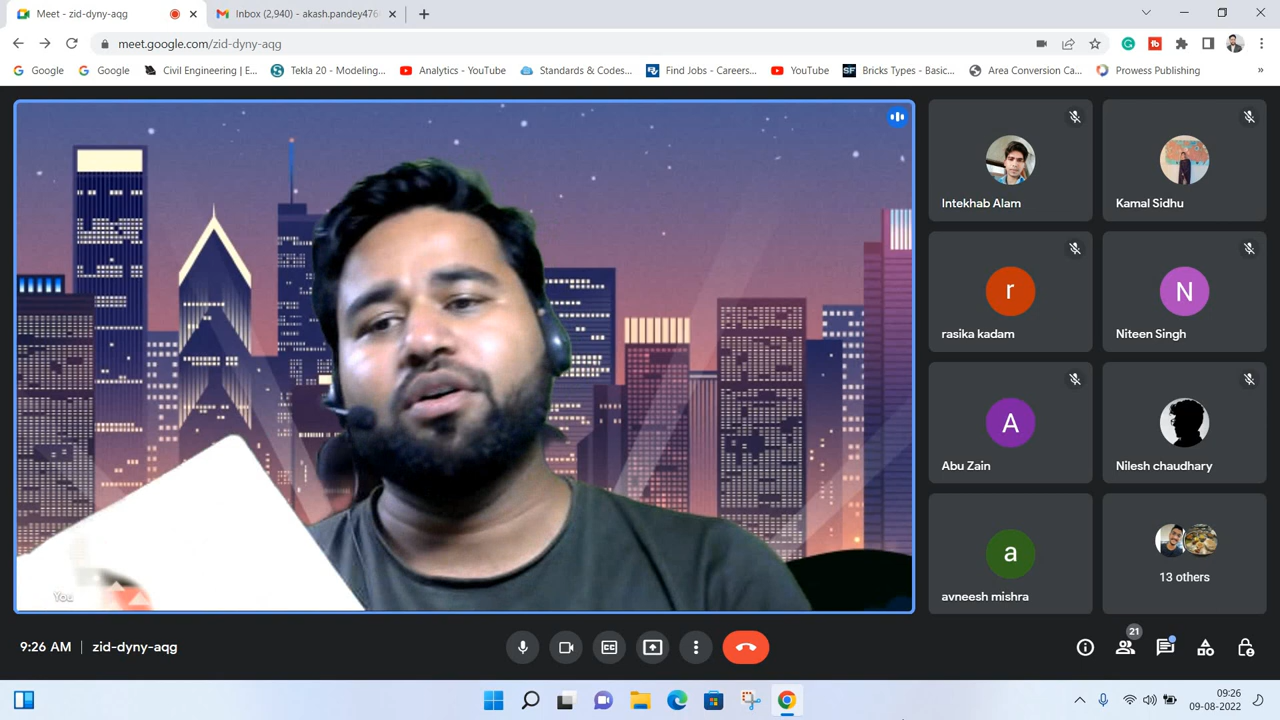 Meet - zid-dyny-aqg
Inbox (2,940) - akash.pandey476
meet.google.com/zid-dyny-aqg
Google
Google
Civil Engineering | E...
Tekla 20 - Modeling...
Analytics - YouTube
Standards & Codes...
Find Jobs - Careers...
YouTube
SF
Bricks Types - Basic...
Area Conversion Ca...
Prowess Publishing
»
Intekhab Alam
Kamal Sidhu
r
rasika kadam
N
Niteen Singh
A
Abu Zain
Nilesh chaudhary
a
avneesh mishra
13 others
You
9:26 AM | zid-dyny-aqg
CC
21
09:26
09-08-2022